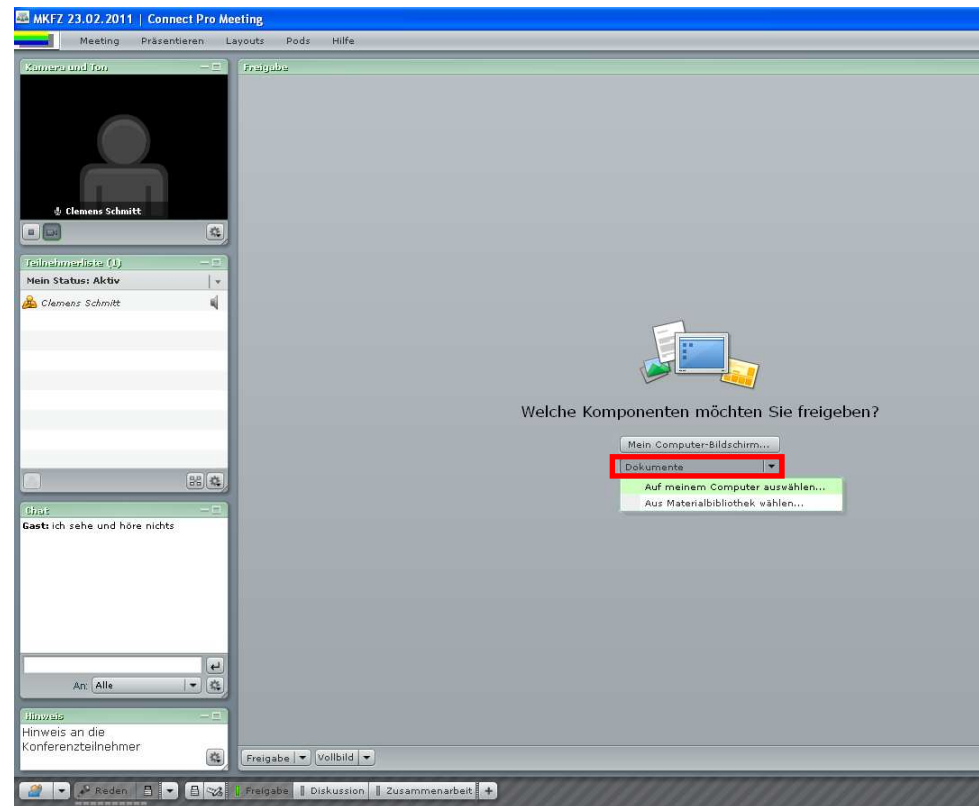 MKFZ 23.02.2011 | Connect Pro Meeting
Meeting Präsentieren Layouts Pods Hilfe
Kamera und Ton
Freigabe
Clemens Schmitt
Teilnehmerliste (1)
Mein Status: Aktiv
Clemens Schmitt
Welche Komponenten möchten Sie freigeben?
Mein Computer-Bildschirm...
Dokumente
Auf meinem Computer auswählen...
Aus Materialbibliothek wählen...
Chat
Gast: ich sehe und höre nichts
An: Alle
Hinweis
Hinweis an die
Konferenzteilnehmer
Freigabe Vollbild
Reden Freigabe Diskussion Zusammenarbeit +